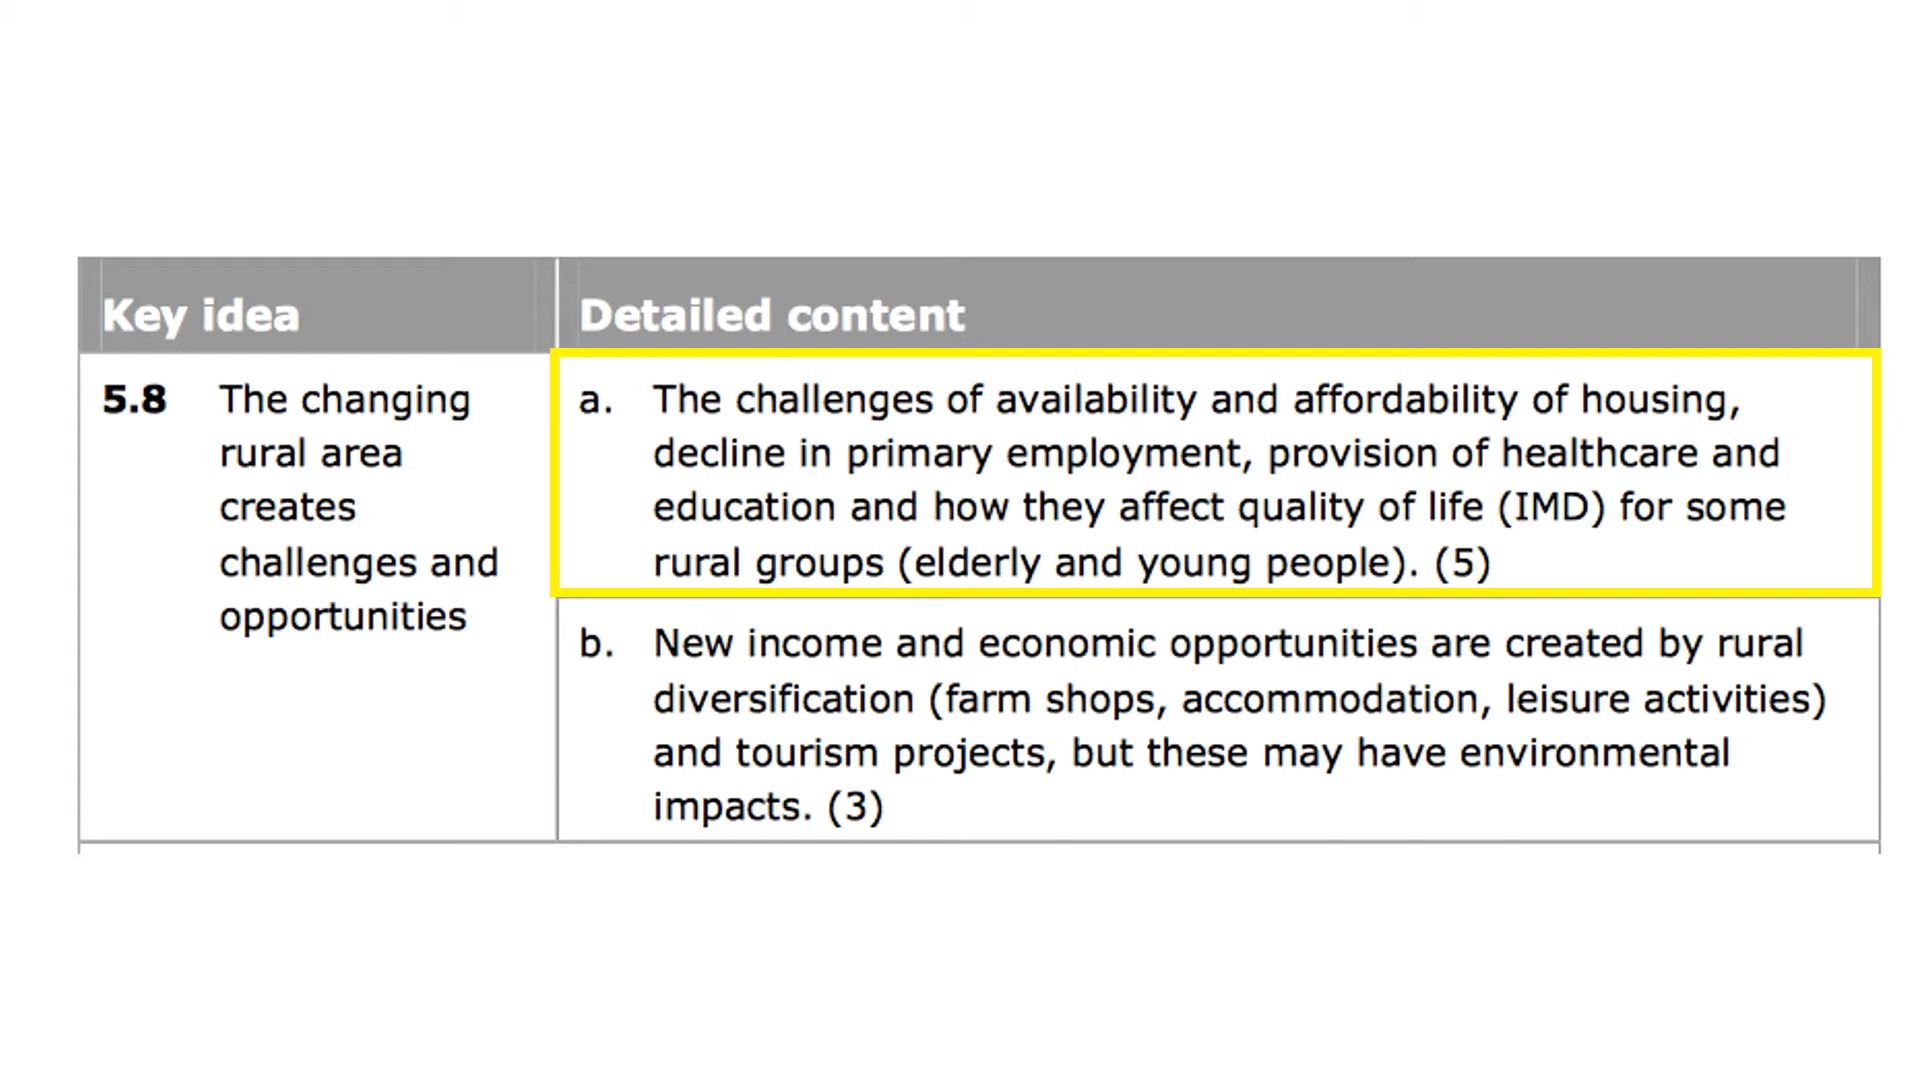 Key idea
Detailed content
5.8 The changing
rural area
creates
challenges and
opportunities
a. The challenges of availability and affordability of housing,
decline in primary employment, provision of healthcare and
education and how they affect quality of life (IMD) for some
rural groups (elderly and young people). (5)
b. New income and economic opportunities are created by rural
diversification (farm shops, accommodation, leisure activities)
and tourism projects, but these may have environmental
impacts. (3)